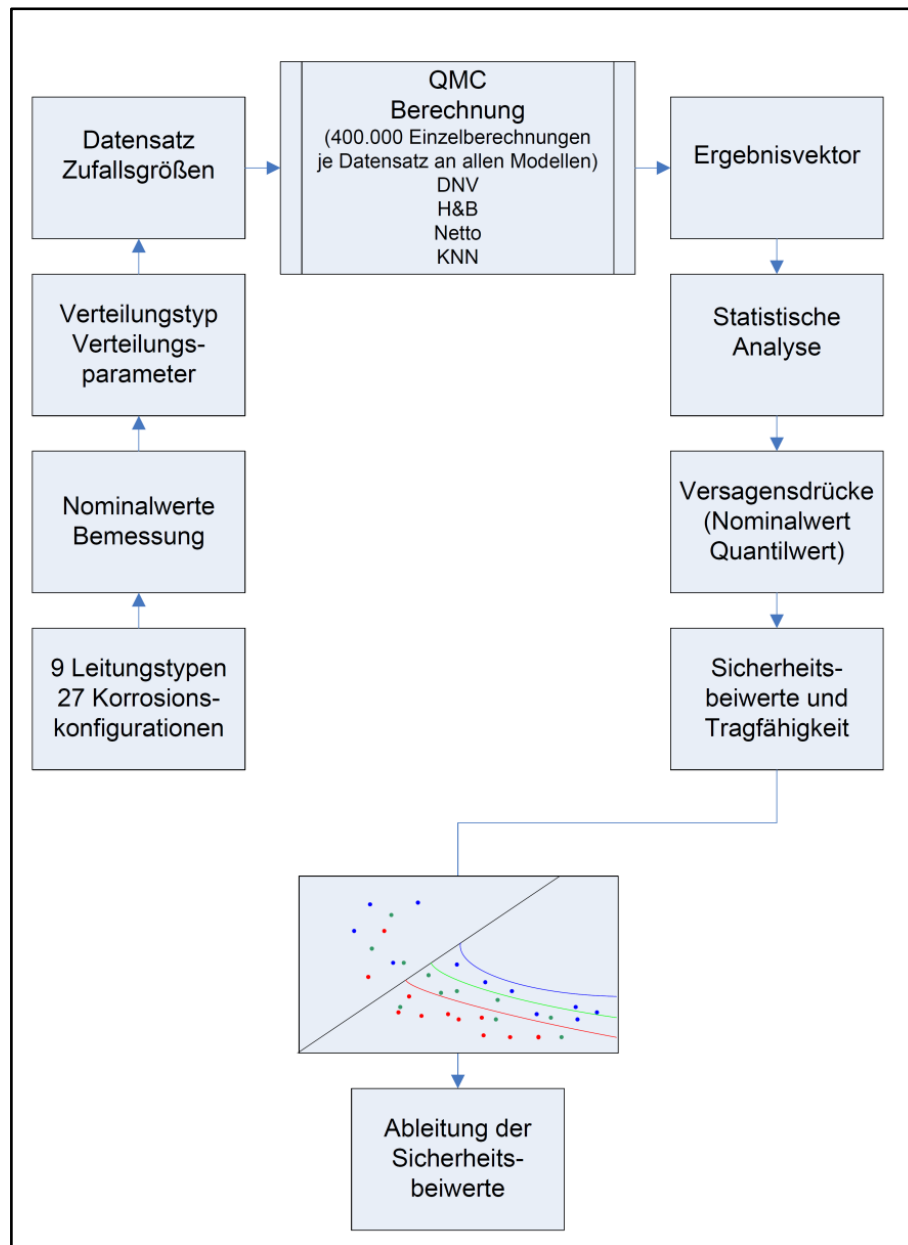 9 Leitungstypen
27 Korrosions-
konfigurationen
Nominalwerte
Bemessung
Verteilungstyp
Verteilungs-
parameter
Datensatz
Zufallsgrößen
QMC
Berechnung
(400.000 Einzelberechnungen
je Datensatz an allen Modellen)
DNV
H&B
Netto
KNN
Ergebnisvektor
Statistische
Analyse
Versagensdrücke
(Nominalwert
Quantilwert)
Sicherheits-
beiwerte und
Tragfähigkeit
Ableitung der
Sicherheits-
beiwerte